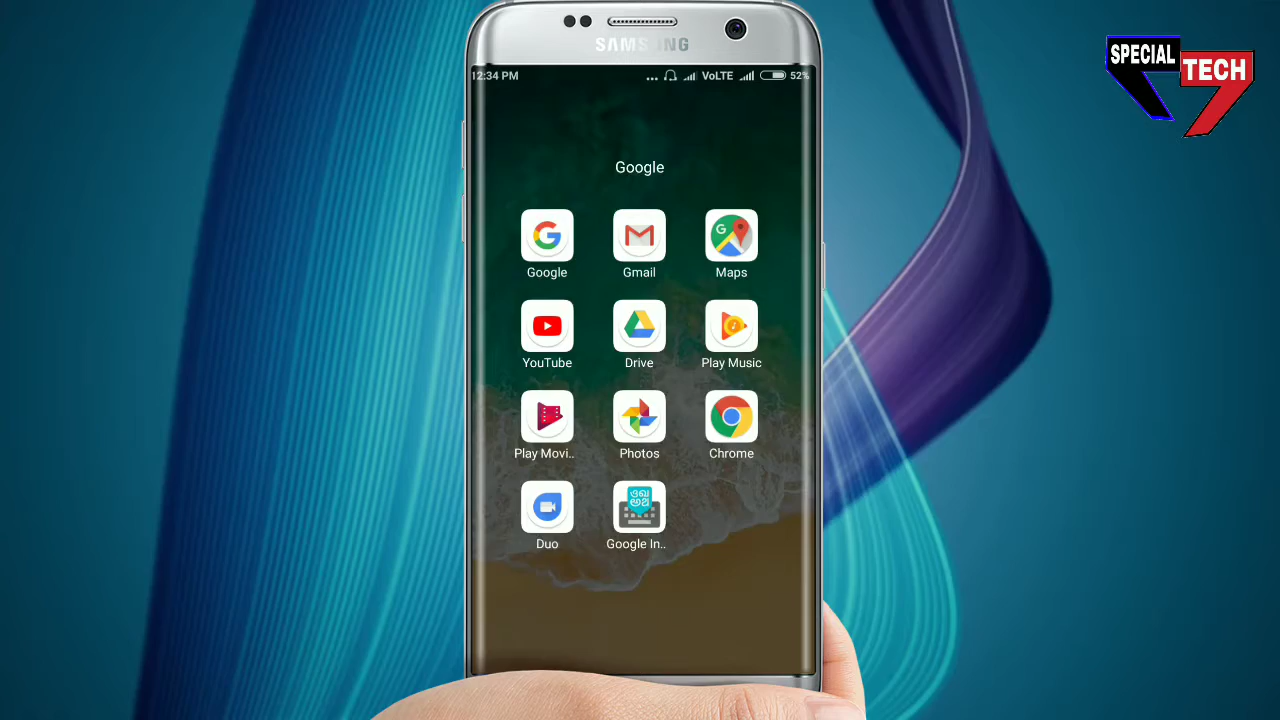 SPECIAL
TECH
SAMSUNG
12:34 PM ... VoLTE 52%
Google
Google Gmail Maps
YouTube Drive Play Music
Play Movi.. Photos Chrome
Duo Google In..